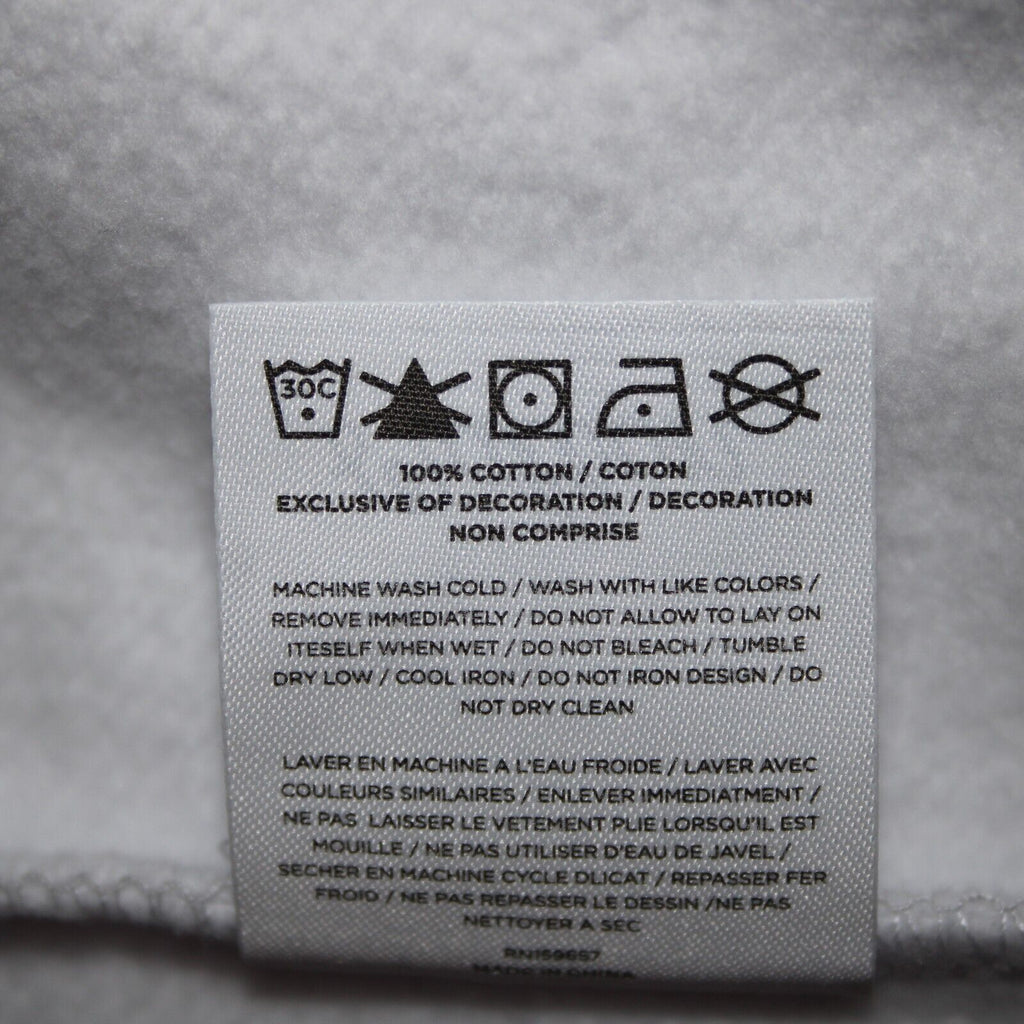 30C
100% COTTON / COTON
EXCLUSIVE OF DECORATION / DECORATION
NON COMPRISE
MACHINE WASH COLD / WASH WITH LIKE COLORS /
REMOVE IMMEDIATELY / DO NOT ALLOW TO LAY ON
ITESELF WHEN WET / DO NOT BLEACH / TUMBLE
DRY LOW / COOL IRON / DO NOT IRON DESIGN / DO
NOT DRY CLEAN
LAVER EN MACHINE A L'EAU FROIDE / LAVER AVEC
COULEURS SIMILAIRES / ENLEVER IMMEDIATMENT /
NE PAS LAISSER LE VETEMENT PLIE LORSQU'IL EST
MOUILLE / NE PAS UTILISER D'EAU DE JAVEL /
SECHER EN MACHINE CYCLE DLICAT / REPASSER FER
FROID / NE PAS REPASSER LE DESSIN /NE PAS
NETTOYER A SEC
MADE IN CHINA